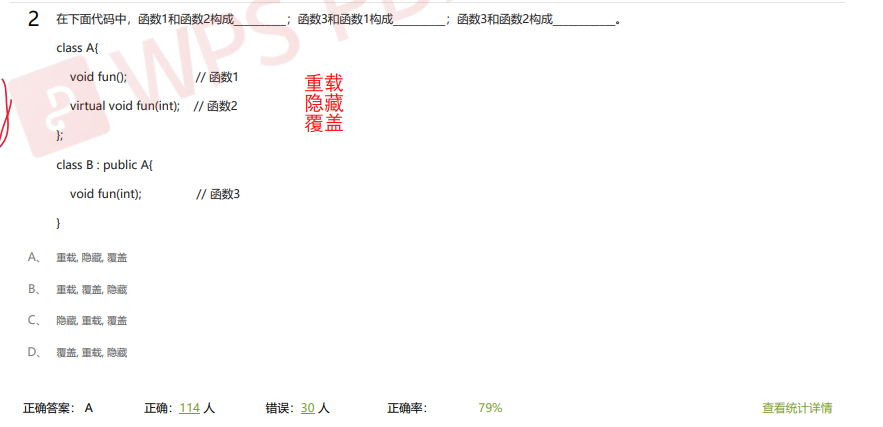 2 在下面代码中，函数1和函数2构成_________；函数3和函数1构成_________；函数3和函数2构成___________。
class A{
void fun(); // 函数1
virtual void fun(int); // 函数2
};
class B : public A{
void fun(int); // 函数3
}
重载
隐藏
覆盖
A、 重载, 隐藏, 覆盖
B、 重载, 覆盖, 隐藏
C、 隐藏, 重载, 覆盖
D、 覆盖, 重载, 隐藏
正确答案： A 正确：114 人 错误：30 人 正确率： 79% 查看统计详情
WPS